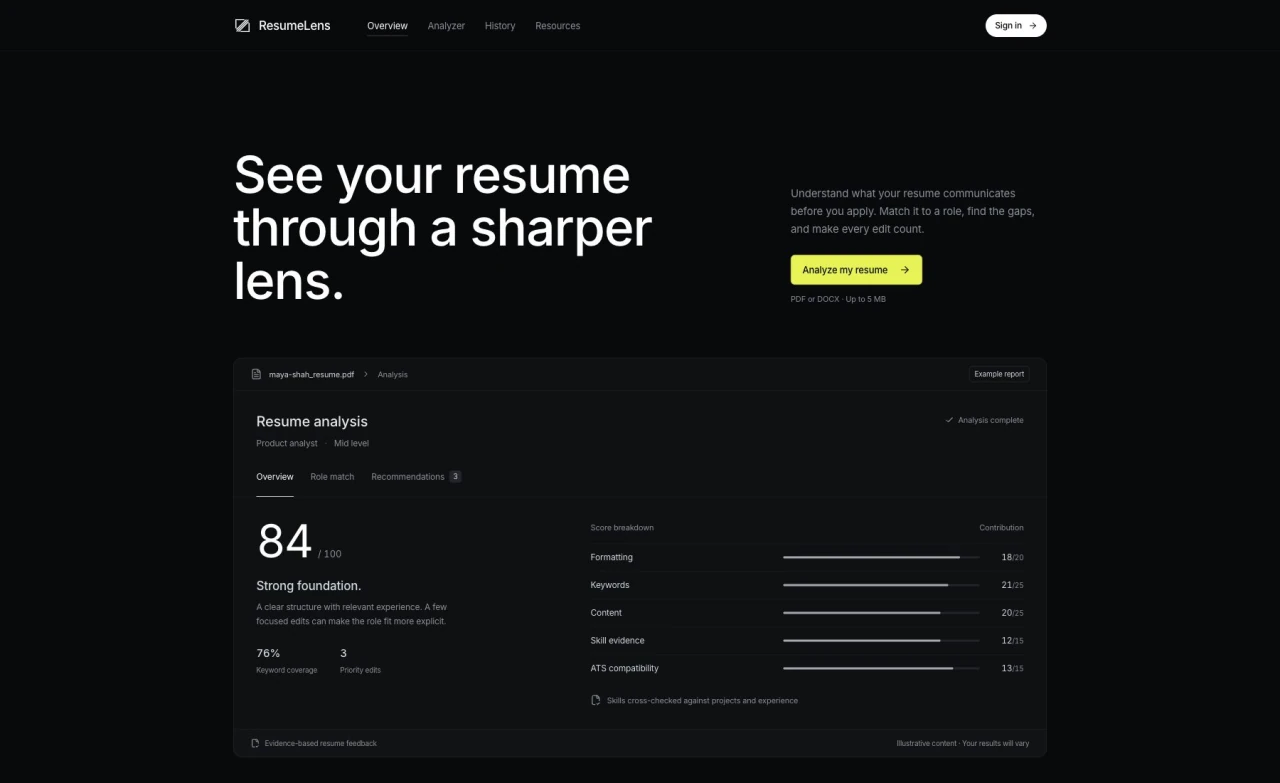 ResumeLens
Overview
Analyzer
History
Resources
Sign in
See your resume
through a sharper
lens.
Understand what your resume communicates
before you apply. Match it to a role, find the gaps,
and make every edit count.
Analyze my resume
PDF or DOCX · Up to 5 MB
maya-shah_resume.pdf
Analysis
Example report
Resume analysis
Analysis complete
Product analyst · Mid level
Overview
Role match
Recommendations 3
84 / 100
Strong foundation.
A clear structure with relevant experience. A few
focused edits can make the role fit more explicit.
76%
Keyword coverage
3
Priority edits
Score breakdown
Contribution
Formatting
18/20
Keywords
21/25
Content
20/25
Skill evidence
12/15
ATS compatibility
13/15
Skills cross-checked against projects and experience
Evidence-based resume feedback
Illustrative content · Your results will vary